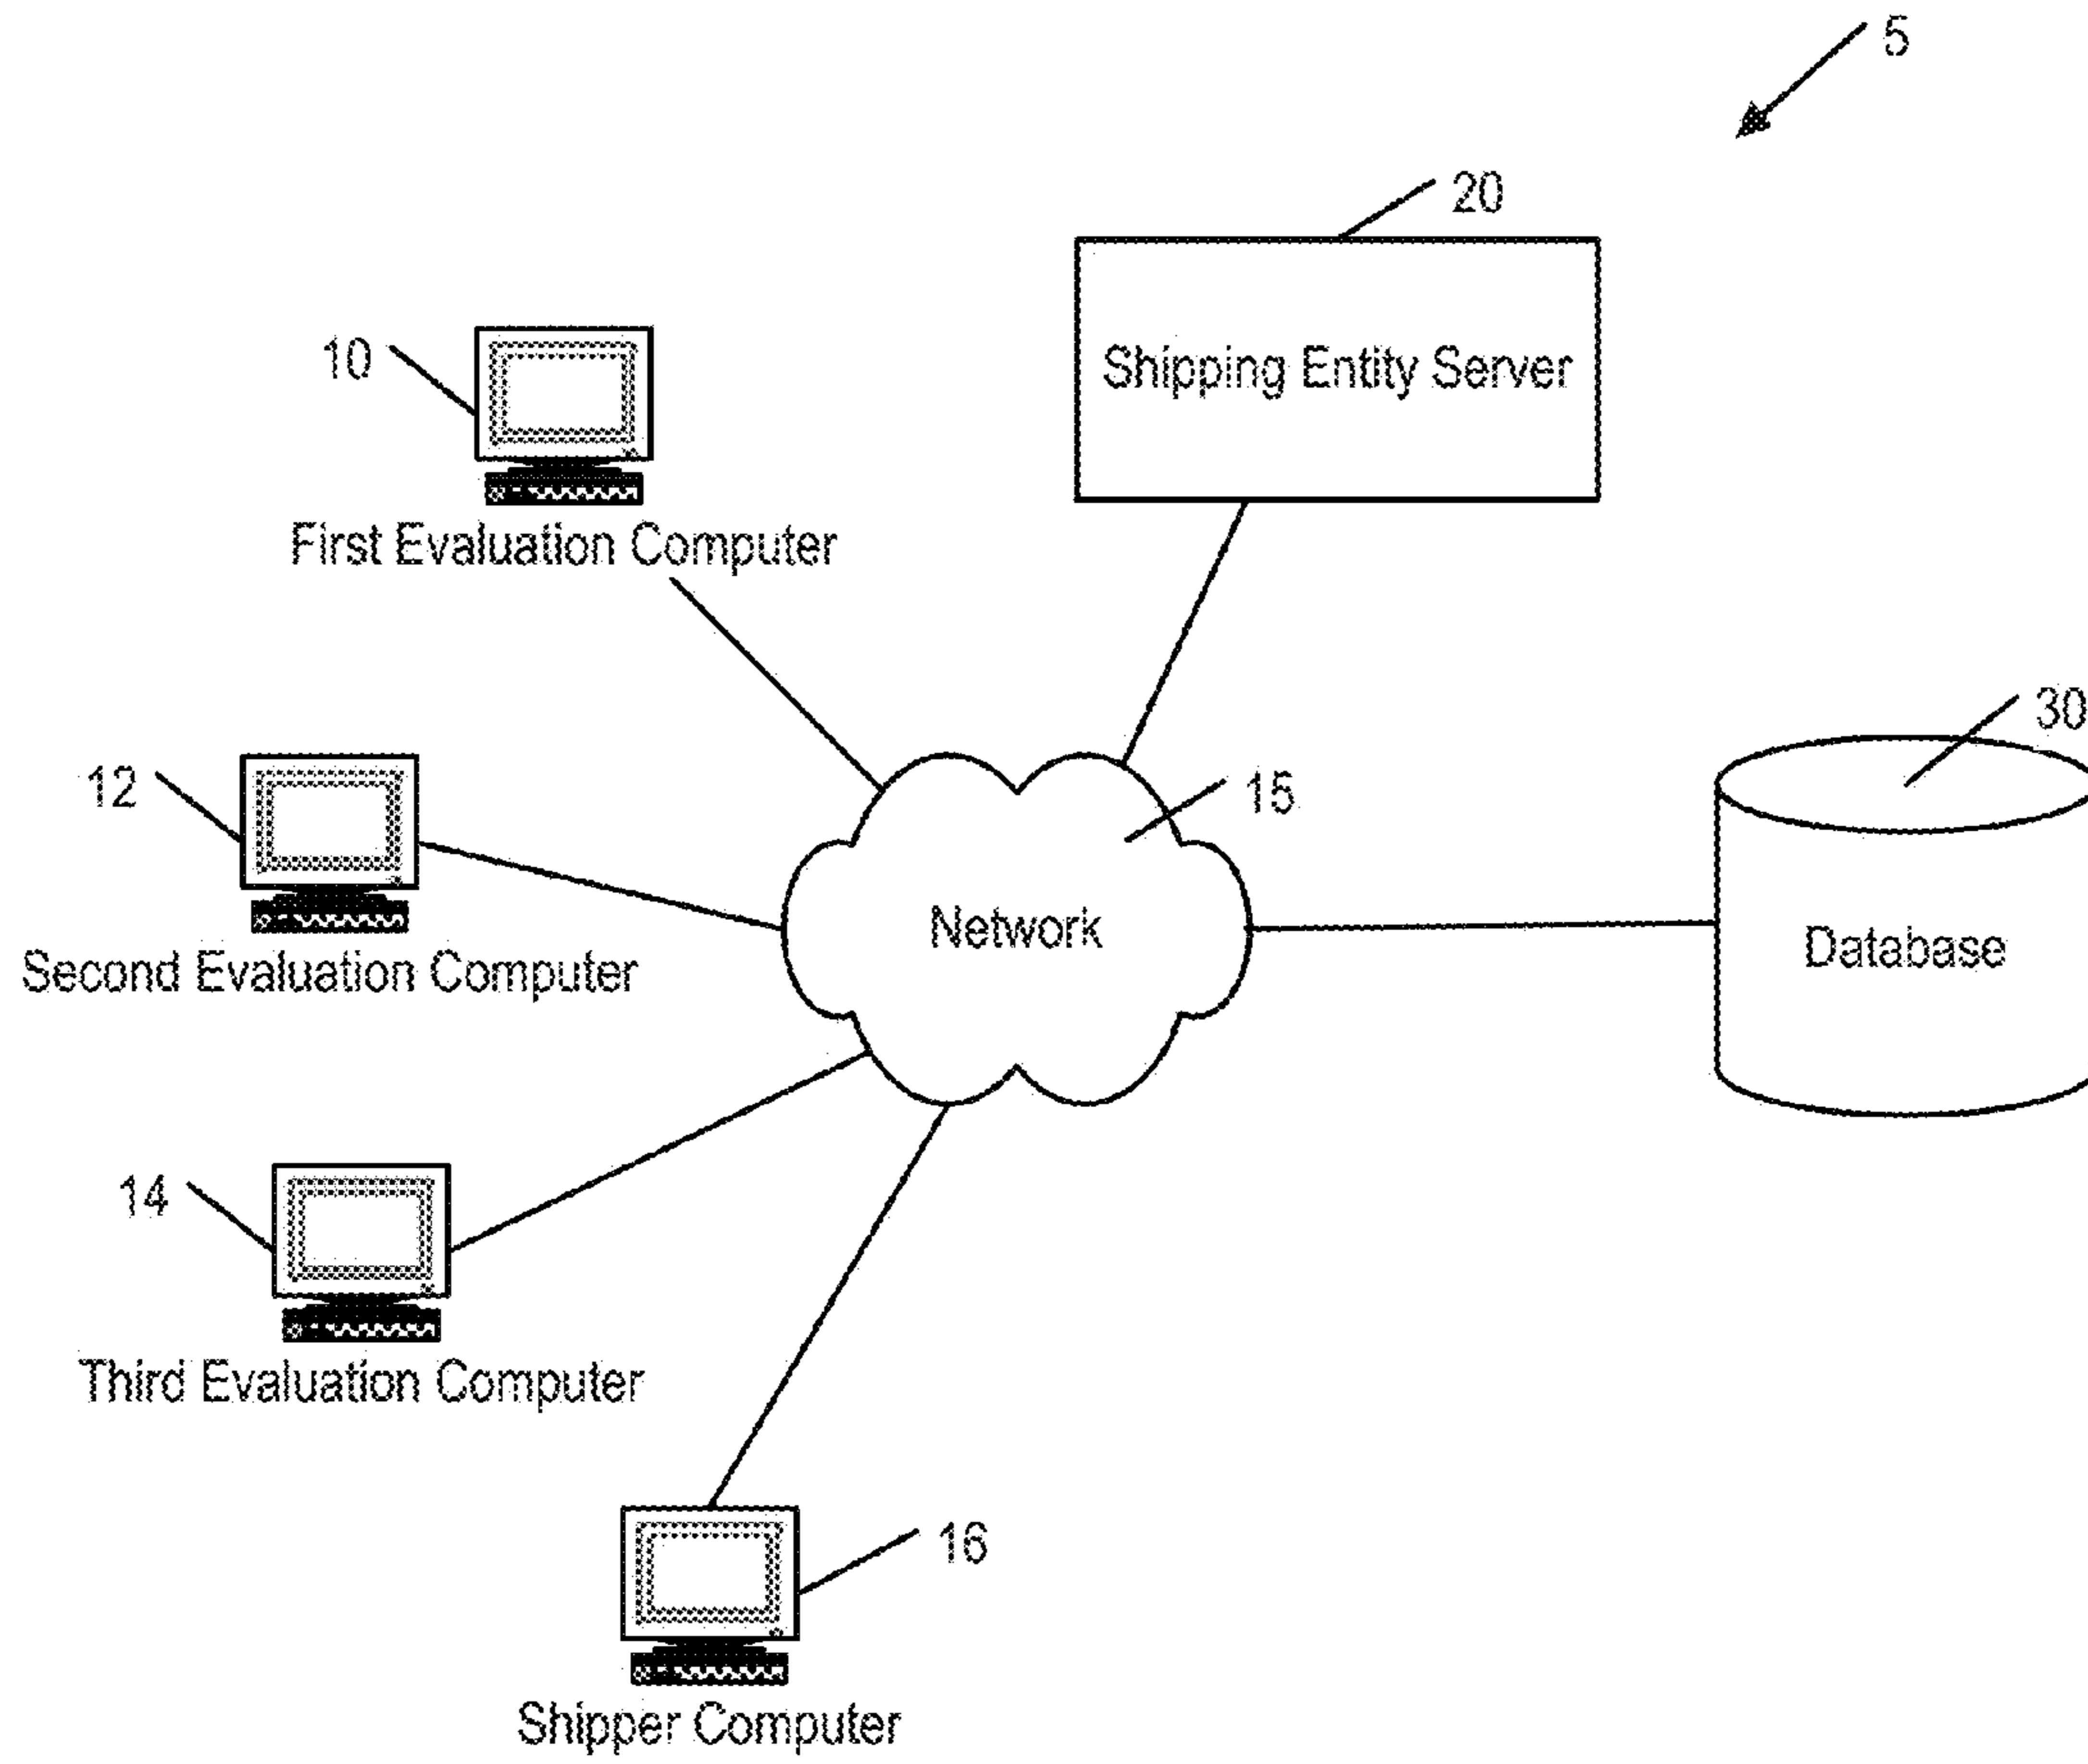 5
20
Shipping Entity Server
10
First Evaluation Computer
30
12
15
Network
Database
Second Evaluation Computer
14
Third Evaluation Computer
16
Shipper Computer